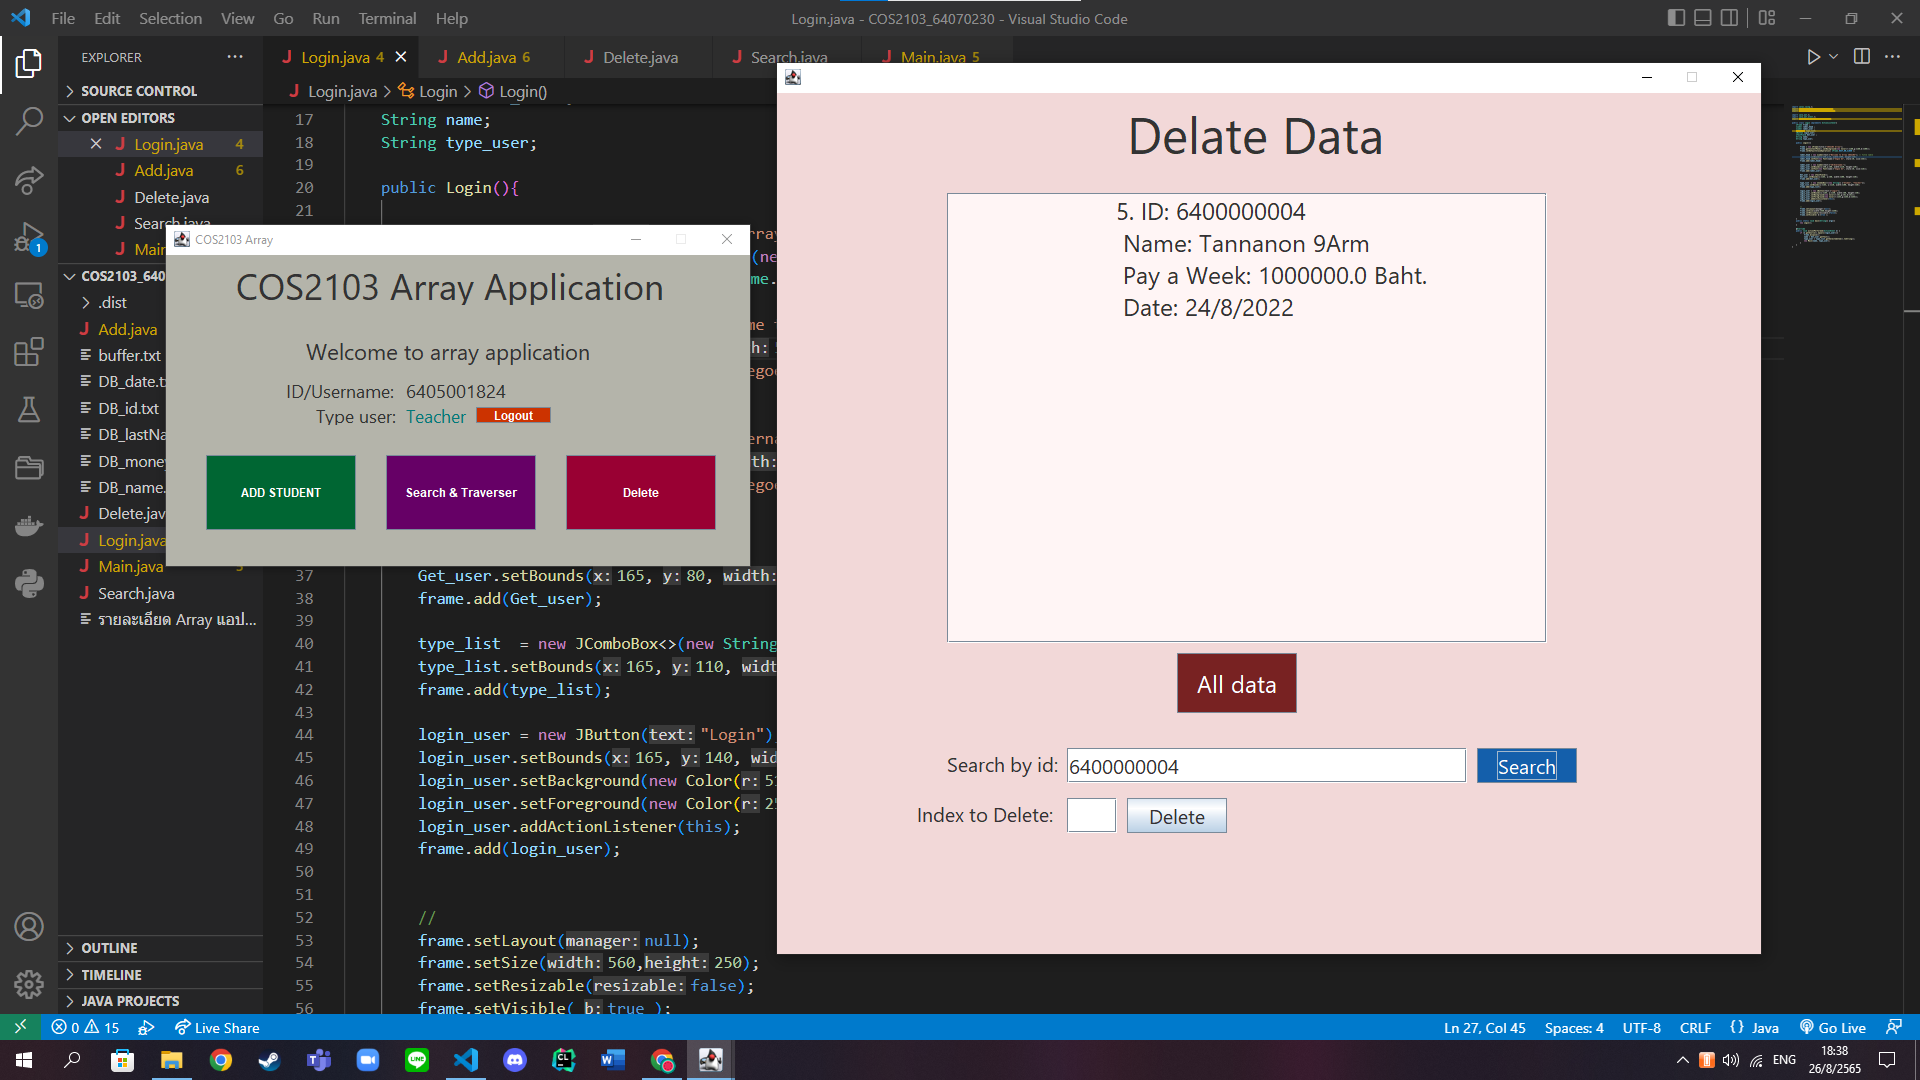 File Edit Selection View Go Run Terminal Help
Login.java - COS2103_64070230 - Visual Studio Code
EXPLORER
SOURCE CONTROL
OPEN EDITORS
Login.java 4
Add.java 6
Delete.java
Search.java
Main
COS2103_640
.dist
Add.java
buffer.txt
DB_date.t
DB_id.txt
DB_lastNa
DB_money
DB_name.
Delete.jav
Login.java
Main.java 5
Search.java
รายละเอียด Array แอป...
OUTLINE
TIMELINE
JAVA PROJECTS
Login.java 4
Add.java 6
Delete.java
Search.java
Main.java 5
Login.java > Login > Login()
17 String name;
18 String type_user;
19
20 public Login(){
21
37 Get_user.setBounds(x: 165, y: 80, width:
38 frame.add(Get_user);
39
40 type_list = new JComboBox<>(new String
41 type_list.setBounds(x: 165, y: 110, widt
42 frame.add(type_list);
43
44 login_user = new JButton(text: "Login")
45 login_user.setBounds(x: 165, y: 140, wid
46 login_user.setBackground(new Color(r: 51
47 login_user.setForeground(new Color(r: 25
48 login_user.addActionListener(this);
49 frame.add(login_user);
50
51
52 //
53 frame.setLayout(manager: null);
54 frame.setSize(width: 560,height: 250);
55 frame.setResizable(resizable: false);
56 frame.setVisible( b: true );
COS2103 Array
COS2103 Array Application
Welcome to array application
ID/Username: 6405001824
Type user: Teacher Logout
ADD STUDENT
Search & Traverser
Delete
Delate Data
5. ID: 6400000004
Name: Tannanon 9Arm
Pay a Week: 1000000.0 Baht.
Date: 24/8/2022
All data
Search by id: 6400000004 Search
Index to Delete: Delete
0 15 Live Share
Ln 27, Col 45 Spaces: 4 UTF-8 CRLF {} Java Go Live
ENG
18:38
26/8/2565